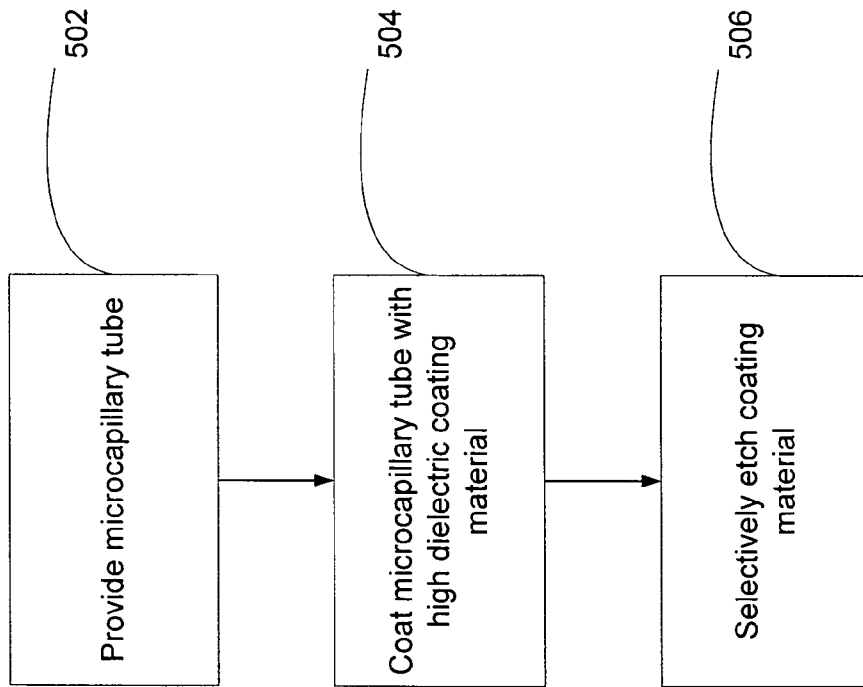 Provide microcapillary tube
502
Coat microcapillary tube with
high dielectric coating
material
504
Selectively etch coating
material
506